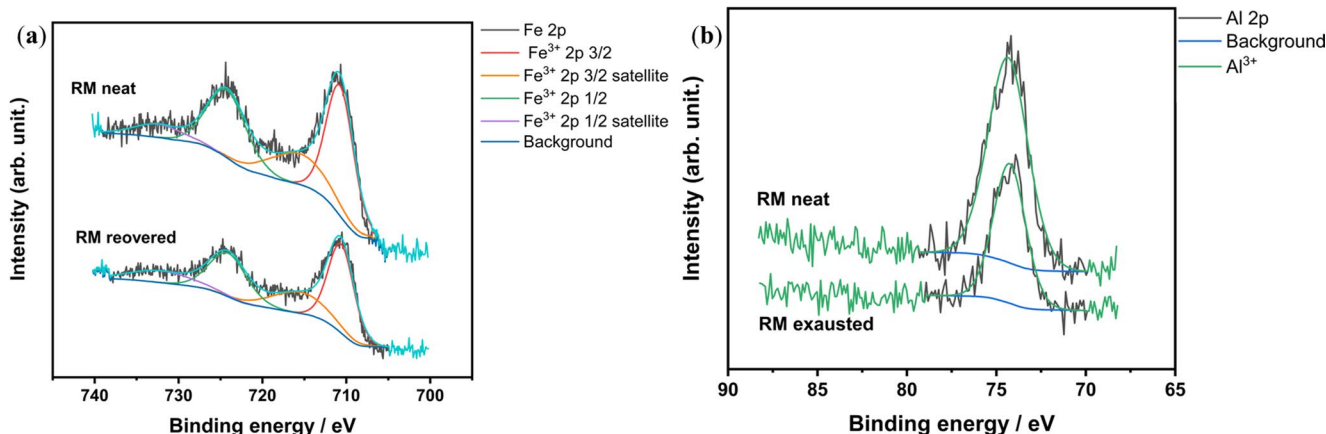 (a)
Fe 2p
Fe³⁺ 2p 3/2
Fe³⁺ 2p 3/2 satellite
Fe³⁺ 2p 1/2
Fe³⁺ 2p 1/2 satellite
Background
RM neat
RM reovered
Intensity (arb. unit.)
740 730 720 710 700
Binding energy / eV
(b)
Al 2p
Background
Al³⁺
RM neat
RM exausted
Intensity (arb. unit.)
90 85 80 75 70 65
Binding energy / eV